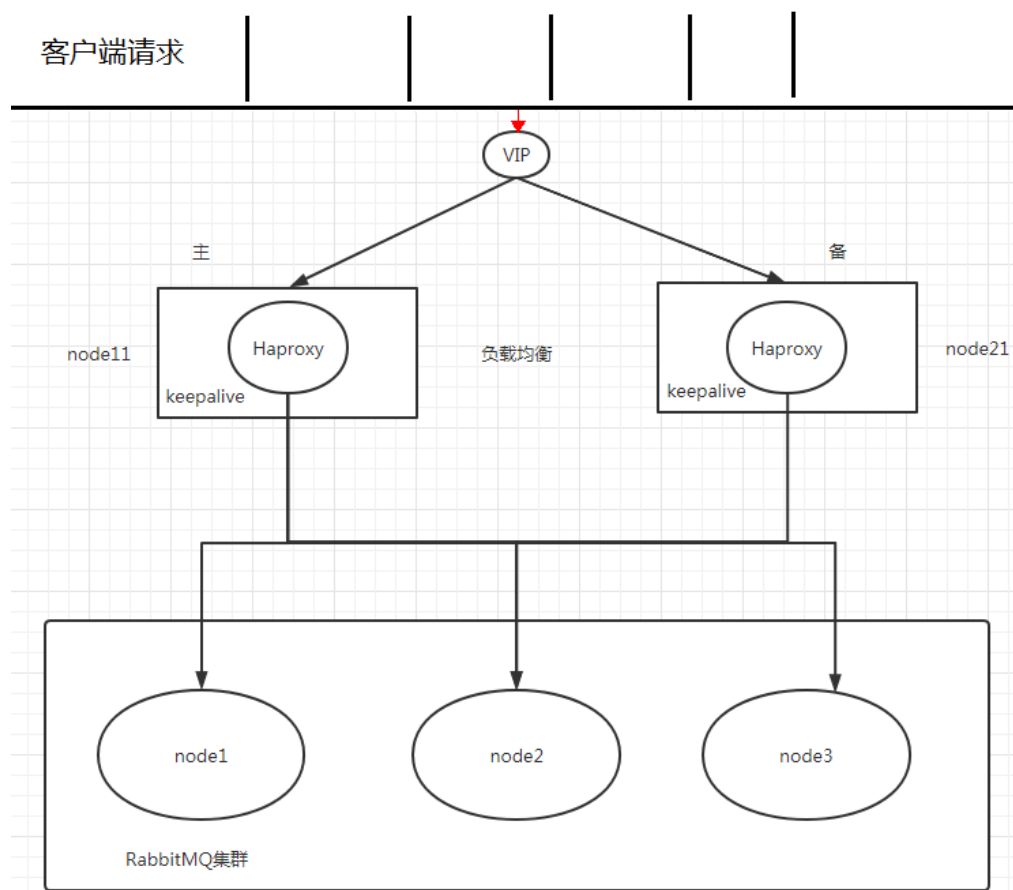 客户端请求
VIP
主
备
Haproxy
Haproxy
node11
负载均衡
node21
keepalive
keepalive
node1
node2
node3
RabbitMQ集群